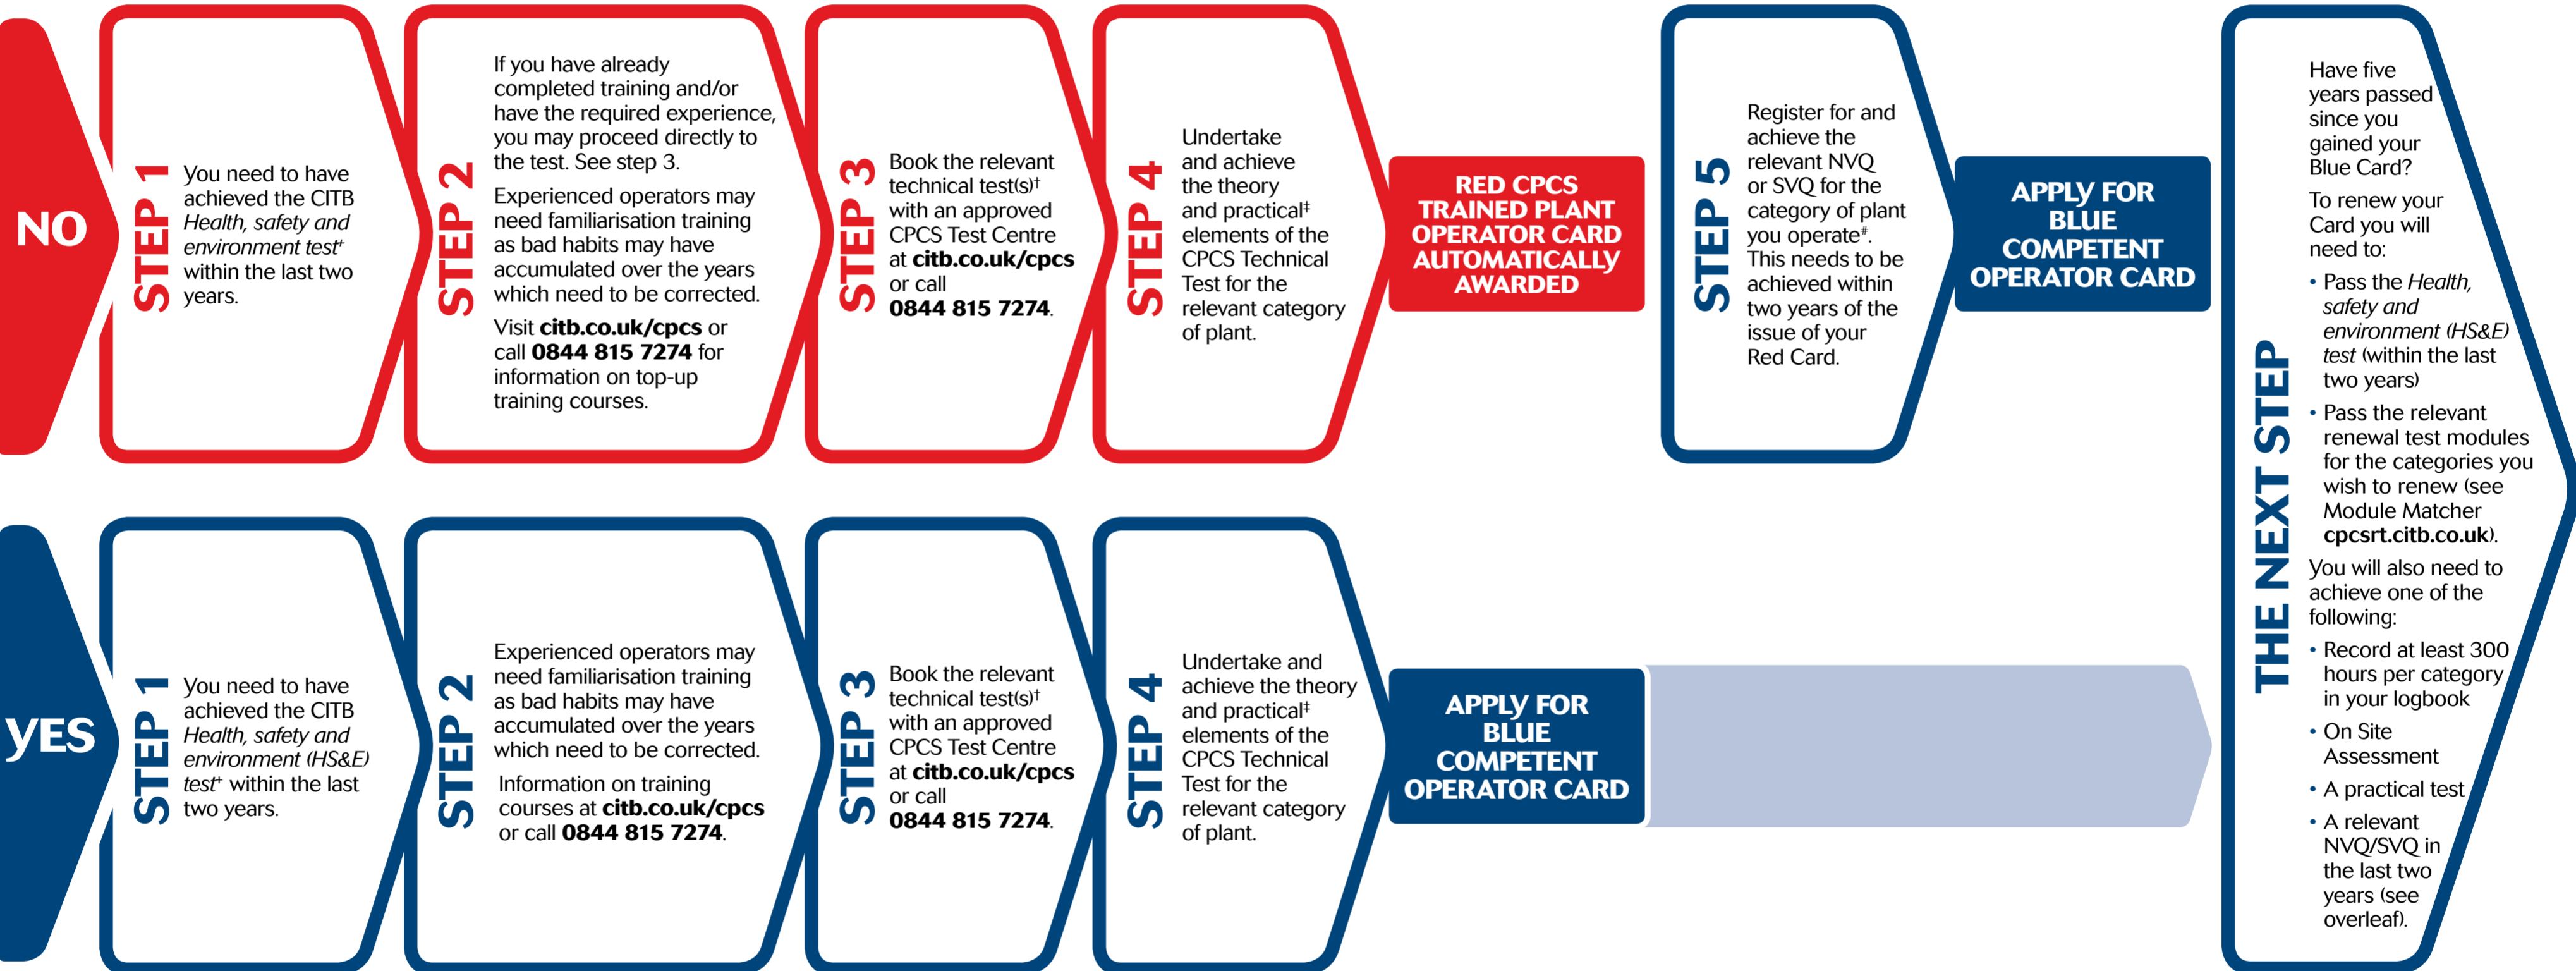 NO
STEP 1
You need to have
achieved the CITB
Health, safety and
environment test⁺
within the last two
years.
STEP 2
If you have already
completed training and/or
have the required experience,
you may proceed directly to
the test. See step 3.
Experienced operators may
need familiarisation training
as bad habits may have
accumulated over the years
which need to be corrected.
Visit citb.co.uk/cpcs or
call 0844 815 7274 for
information on top-up
training courses.
STEP 3
Book the relevant
technical test(s)†
with an approved
CPCS Test Centre
at citb.co.uk/cpcs
or call
0844 815 7274.
STEP 4
Undertake
and achieve
the theory
and practical‡
elements of the
CPCS Technical
Test for the
relevant category
of plant.
RED CPCS
TRAINED PLANT
OPERATOR CARD
AUTOMATICALLY
AWARDED
STEP 5
Register for and
achieve the
relevant NVQ
or SVQ for the
category of plant
you operate#.
This needs to be
achieved within
two years of the
issue of your
Red Card.
APPLY FOR
BLUE
COMPETENT
OPERATOR CARD
YES
STEP 1
You need to have
achieved the CITB
Health, safety and
environment (HS&E)
test⁺ within the last
two years.
STEP 2
Experienced operators may
need familiarisation training
as bad habits may have
accumulated over the years
which need to be corrected.
Information on training
courses at citb.co.uk/cpcs
or call 0844 815 7274.
STEP 3
Book the relevant
technical test(s)†
with an approved
CPCS Test Centre
at citb.co.uk/cpcs
or call
0844 815 7274.
STEP 4
Undertake and
achieve the theory
and practical‡
elements of the
CPCS Technical
Test for the
relevant category
of plant.
APPLY FOR
BLUE
COMPETENT
OPERATOR CARD
THE NEXT STEP
Have five
years passed
since you
gained your
Blue Card?
To renew your
Card you will
need to:
• Pass the Health,
safety and
environment (HS&E)
test (within the last
two years)
• Pass the relevant
renewal test modules
for the categories you
wish to renew (see
Module Matcher
cpcsrt.citb.co.uk).
You will also need to
achieve one of the
following:
• Record at least 300
hours per category
in your logbook
• On Site
Assessment
• A practical test
• A relevant
NVQ/SVQ in
the last two
years (see
overleaf).